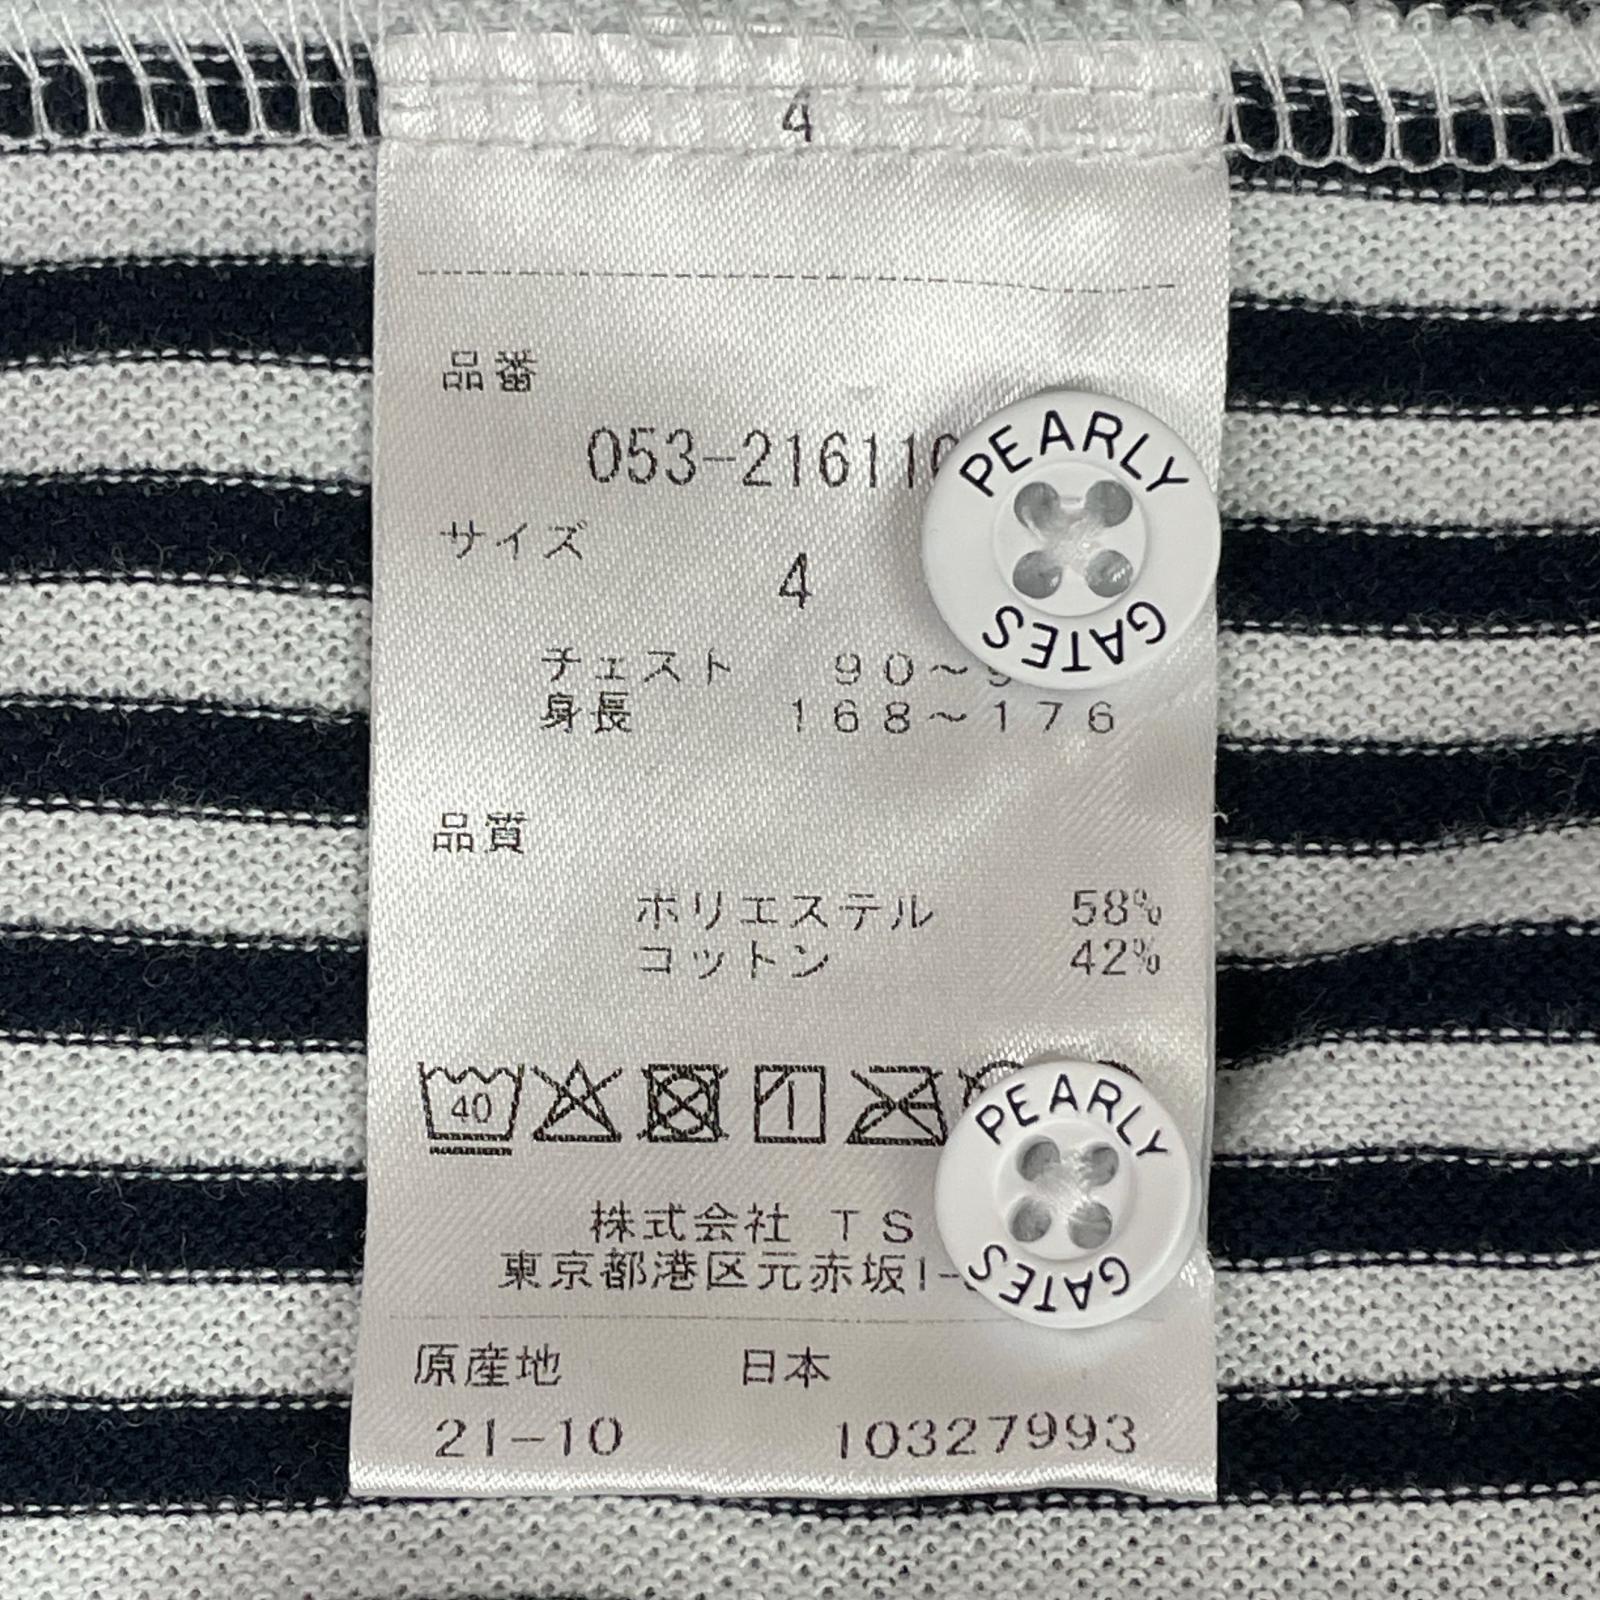 4
品番
053-216110
PEARLY GATES
サイズ
4
チェスト 90～9
身長 168～176
品質
ポリエステル 58%
コットン 42%
40
PEARLY GATES
株式会社 TS
東京都港区元赤坂1-
原産地 日本
21-10 10327993